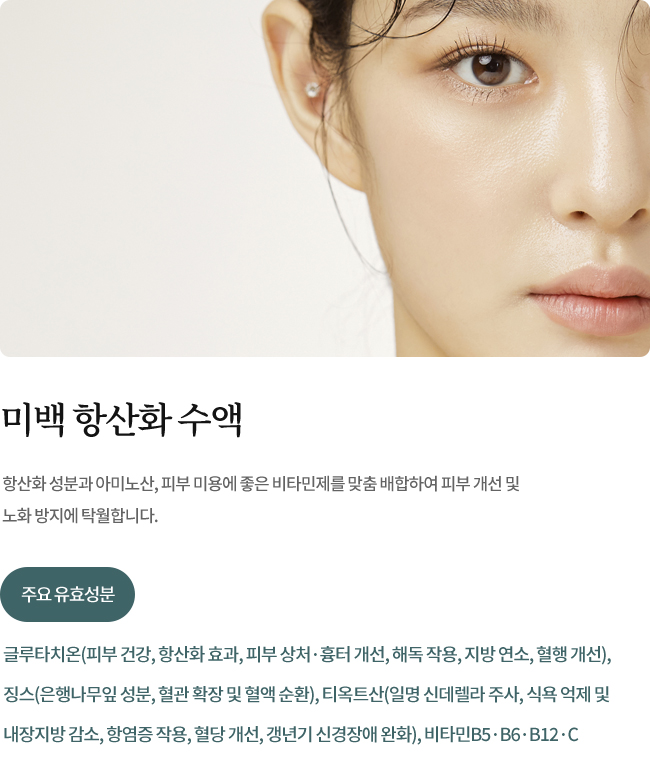 미백 항산화 수액
항산화 성분과 아미노산, 피부 미용에 좋은 비타민제를 맞춤 배합하여 피부 개선 및
노화 방지에 탁월합니다.
주요 유효성분
글루타치온(피부 건강, 항산화 효과, 피부 상처·흉터 개선, 해독 작용, 지방 연소, 혈행 개선),
징스(은행나무잎 성분, 혈관 확장 및 혈액 순환), 티옥트산(일명 신데렐라 주사, 식욕 억제 및
내장지방 감소, 항염증 작용, 혈당 개선, 갱년기 신경장애 완화), 비타민B5·B6·B12·C